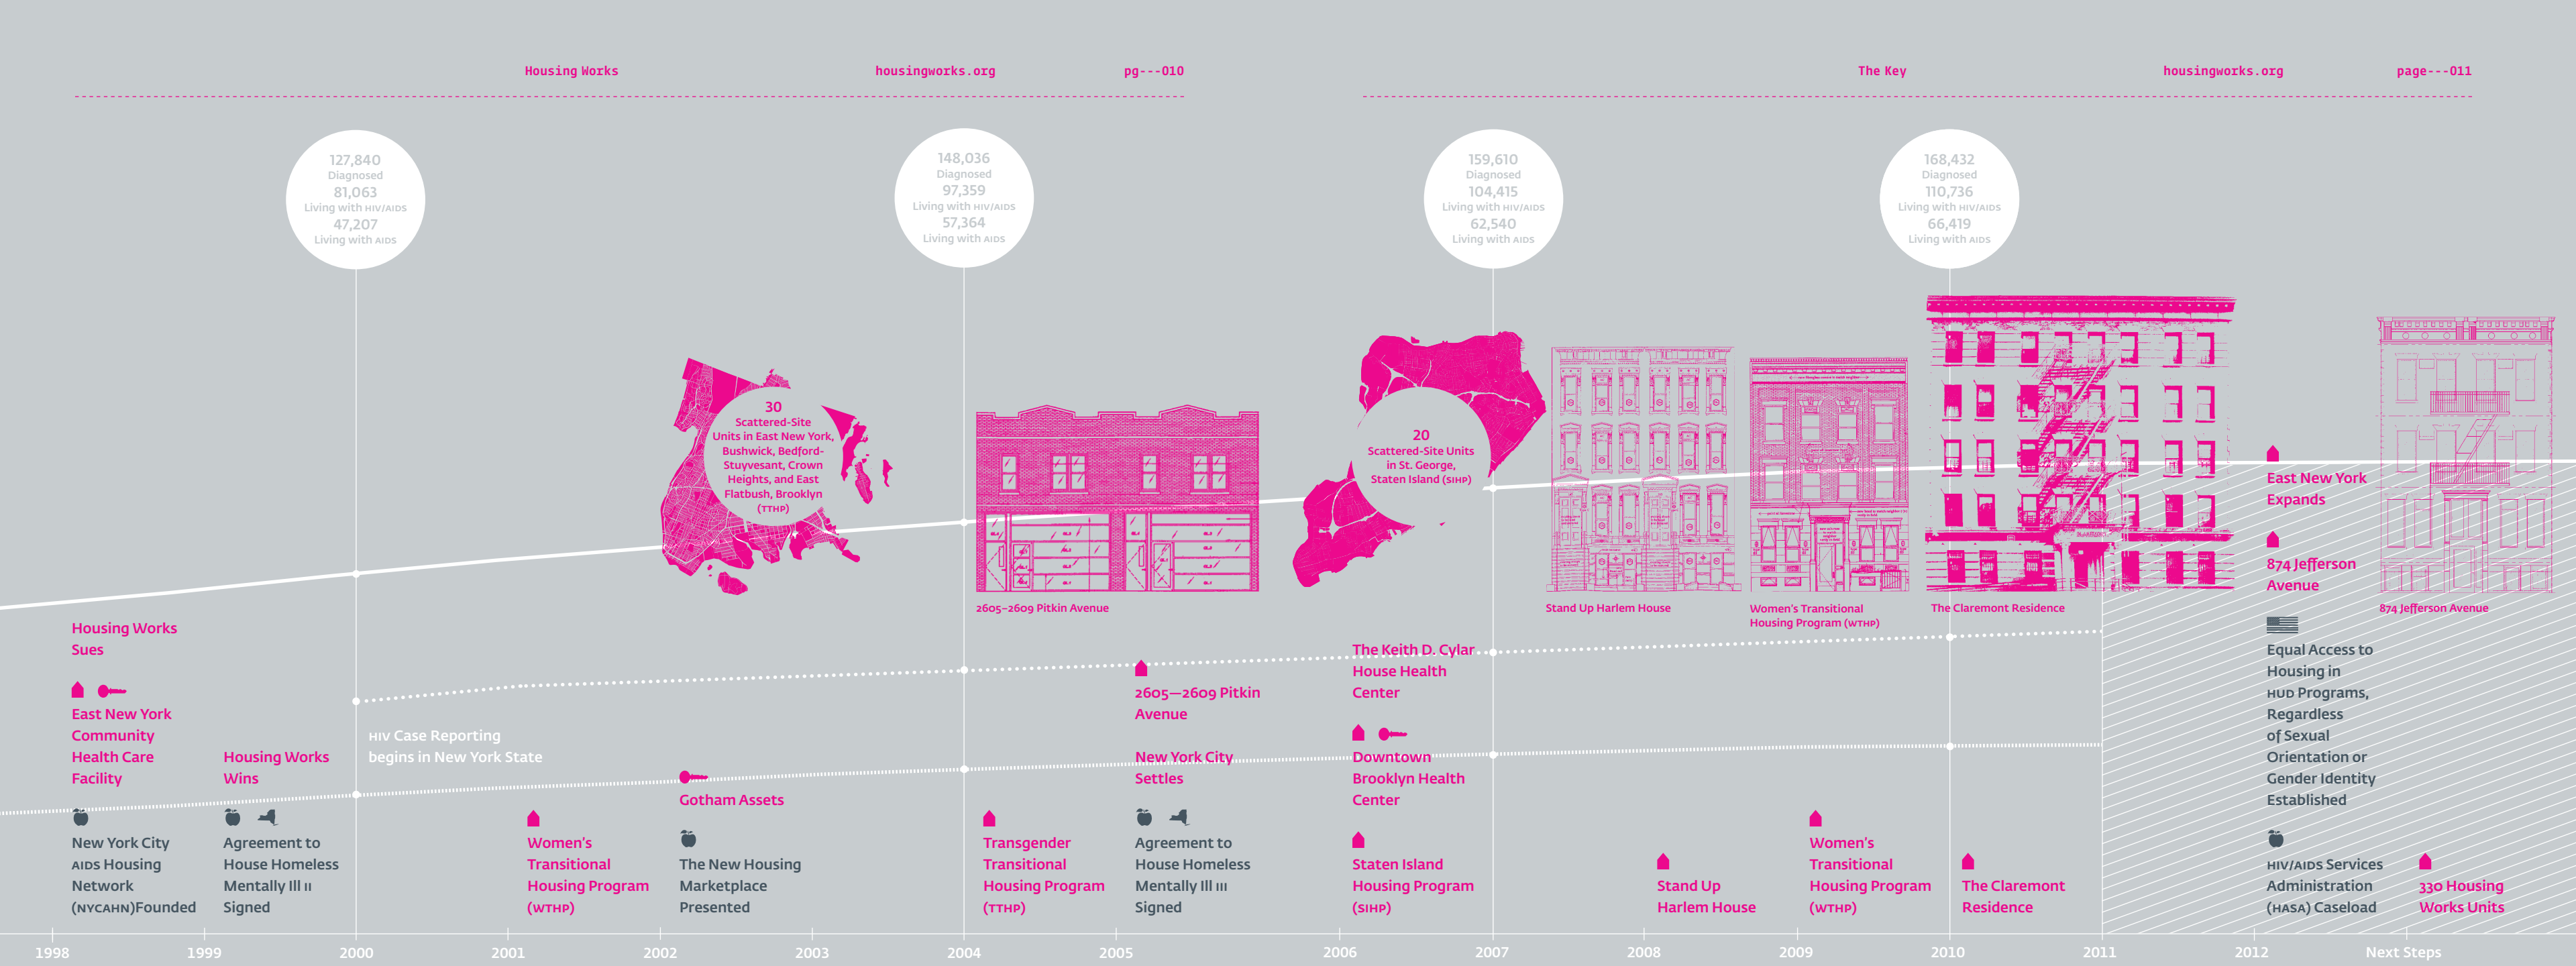 Housing Works
housingworks.org
pg---010
The Key
housingworks.org
page---011
127,840
Diagnosed
81,063
Living with HIV/AIDS
47,207
Living with AIDS
148,036
Diagnosed
97,359
Living with HIV/AIDS
57,364
Living with AIDS
159,610
Diagnosed
104,415
Living with HIV/AIDS
62,540
Living with AIDS
168,432
Diagnosed
110,736
Living with HIV/AIDS
66,419
Living with AIDS
30
Scattered-Site
Units in East New York,
Bushwick, Bedford-
Stuyvesant, Crown
Heights, and East
Flatbush, Brooklyn
(TTHP)
2605–2609 Pitkin Avenue
20
Scattered-Site Units
in St. George,
Staten Island (SIHP)
Stand Up Harlem House
Women's Transitional
Housing Program (WTHP)
The Claremont Residence
874 Jefferson Avenue
Housing Works
Sues
East New York
Community
Health Care
Facility
New York City
AIDS Housing
Network
(NYCAHN)Founded
Housing Works
Wins
Agreement to
House Homeless
Mentally Ill II
Signed
HIV Case Reporting
begins in New York State
Women's
Transitional
Housing Program
(WTHP)
Gotham Assets
The New Housing
Marketplace
Presented
Transgender
Transitional
Housing Program
(TTHP)
2605—2609 Pitkin
Avenue
New York City
Settles
Agreement to
House Homeless
Mentally Ill III
Signed
The Keith D. Cylar
House Health
Center
Downtown
Brooklyn Health
Center
Staten Island
Housing Program
(SIHP)
Stand Up
Harlem House
Women's
Transitional
Housing Program
(WTHP)
The Claremont
Residence
East New York
Expands
874 Jefferson
Avenue
Equal Access to
Housing in
HUD Programs,
Regardless
of Sexual
Orientation or
Gender Identity
Established
HIV/AIDS Services
Administration
(HASA) Caseload
330 Housing
Works Units
1998
1999
2000
2001
2002
2003
2004
2005
2006
2007
2008
2009
2010
2011
2012
Next Steps